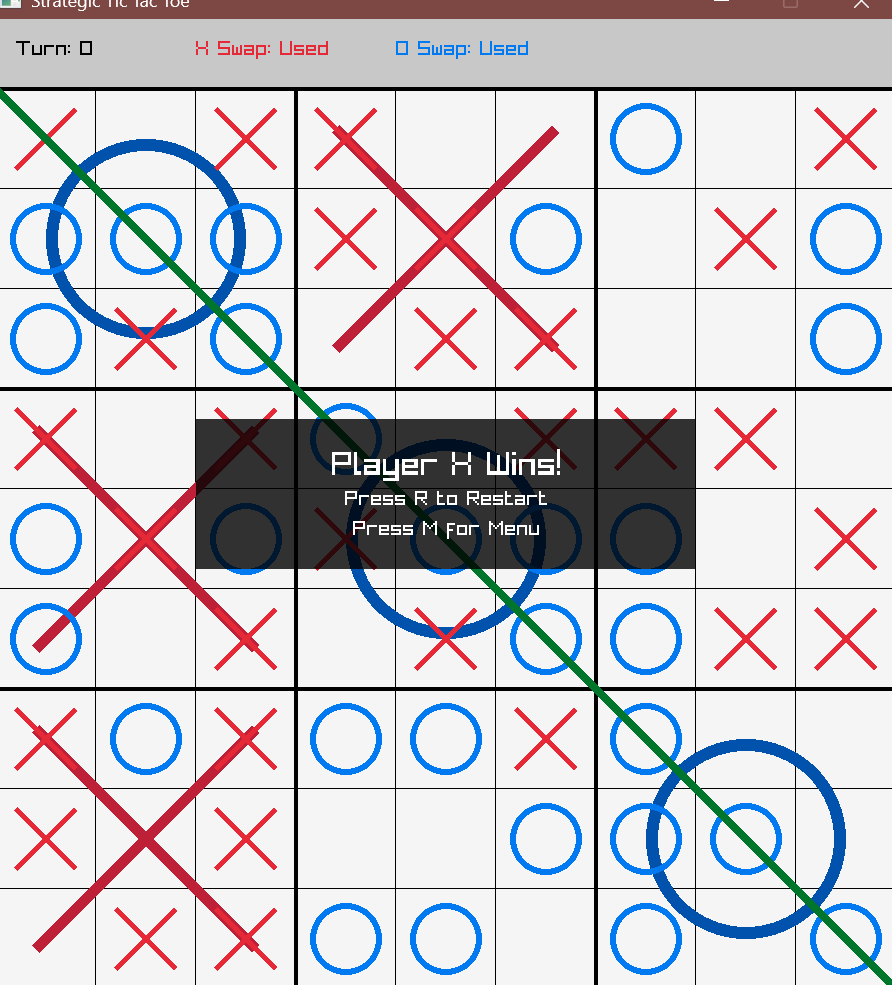 Strategic Tic Tac Toe
Turn: O
X Swap: Used
O Swap: Used
Player X Wins!
Press R to Restart
Press M for Menu